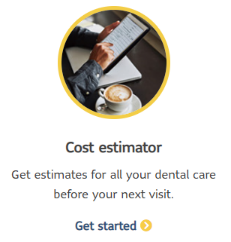 Cost estimator
Get estimates for all your dental care
before your next visit.
Get started